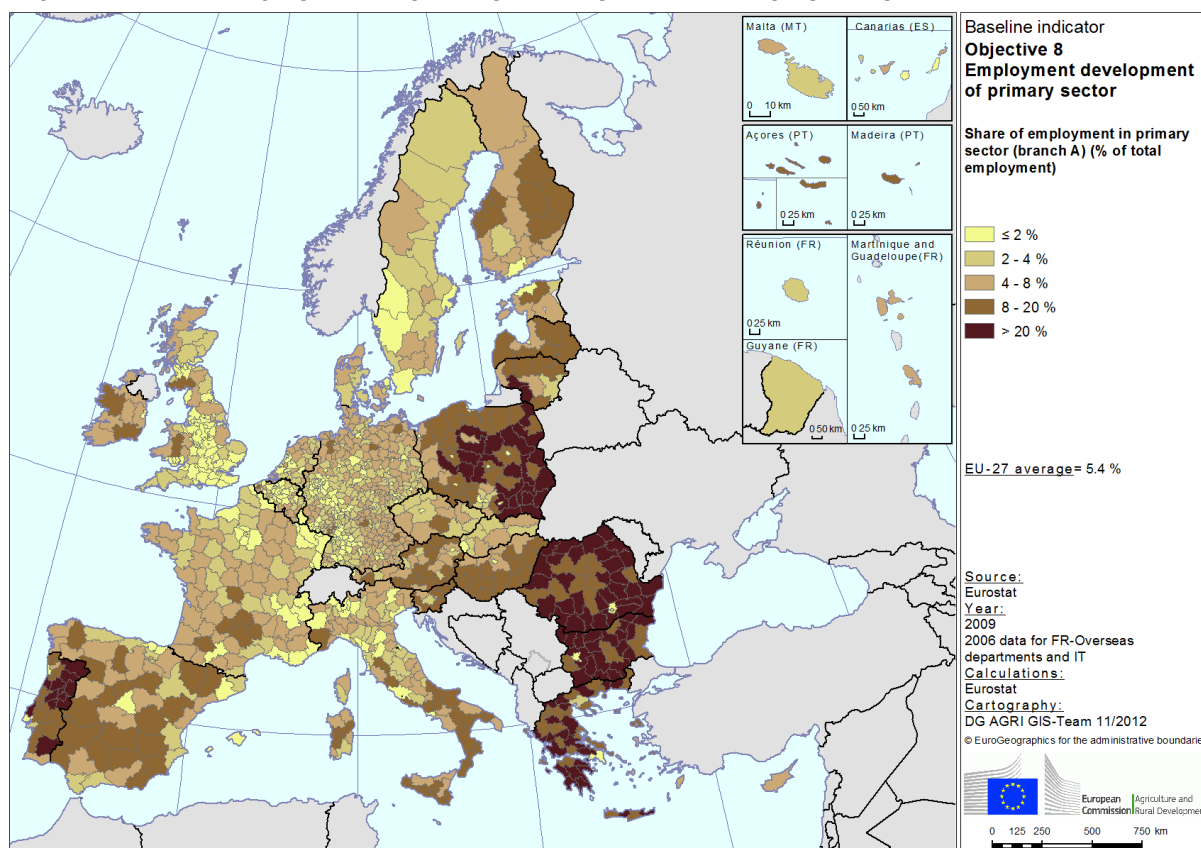 Malta (MT)
0 10 km
Canarias (ES)
0 50 km
Açores (PT)
0 25 km
Madeira (PT)
0 25 km
Réunion (FR)
0 25 km
Martinique and
Guadeloupe(FR)
0 25 km
Guyane (FR)
0 50 km
Baseline indicator
Objective 8
Employment development
of primary sector
Share of employment in primary
sector (branch A) (% of total
employment)
≤ 2 %
2 - 4 %
4 - 8 %
8 - 20 %
> 20 %
EU-27 average= 5.4 %
Source:
Eurostat
Year:
2009
2006 data for FR-Overseas
departments and IT
Calculations:
Eurostat
Cartography:
DG AGRI GIS-Team 11/2012
© EuroGeographics for the administrative boundarie
European
Commission
Agriculture and
Rural Developmen
0 125 250 500 750 km